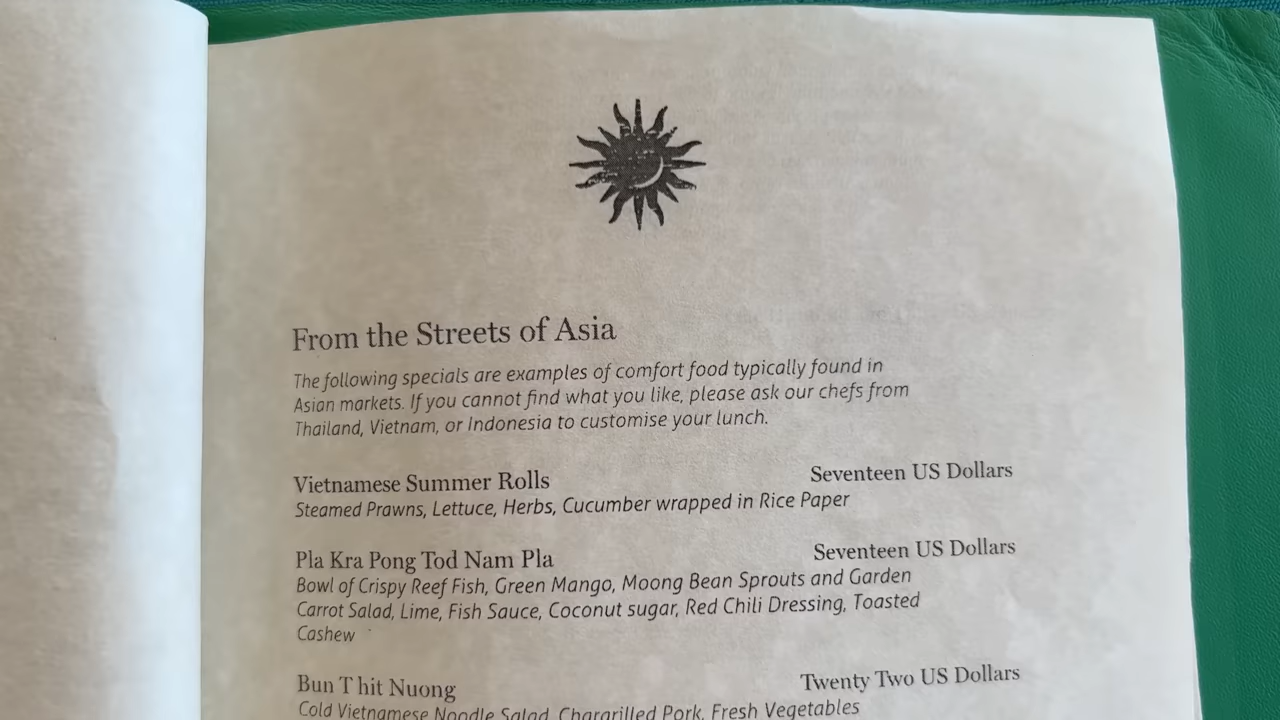 From the Streets of Asia
The following specials are examples of comfort food typically found in
Asian markets. If you cannot find what you like, please ask our chefs from
Thailand, Vietnam, or Indonesia to customise your lunch.
Vietnamese Summer Rolls Seventeen US Dollars
Steamed Prawns, Lettuce, Herbs, Cucumber wrapped in Rice Paper
Pla Kra Pong Tod Nam Pla Seventeen US Dollars
Bowl of Crispy Reef Fish, Green Mango, Moong Bean Sprouts and Garden
Carrot Salad, Lime, Fish Sauce, Coconut sugar, Red Chili Dressing, Toasted
Cashew
Bun T hit Nuong Twenty Two US Dollars
Cold Vietnamese Noodle Salad, Chargrilled Pork, Fresh Vegetables